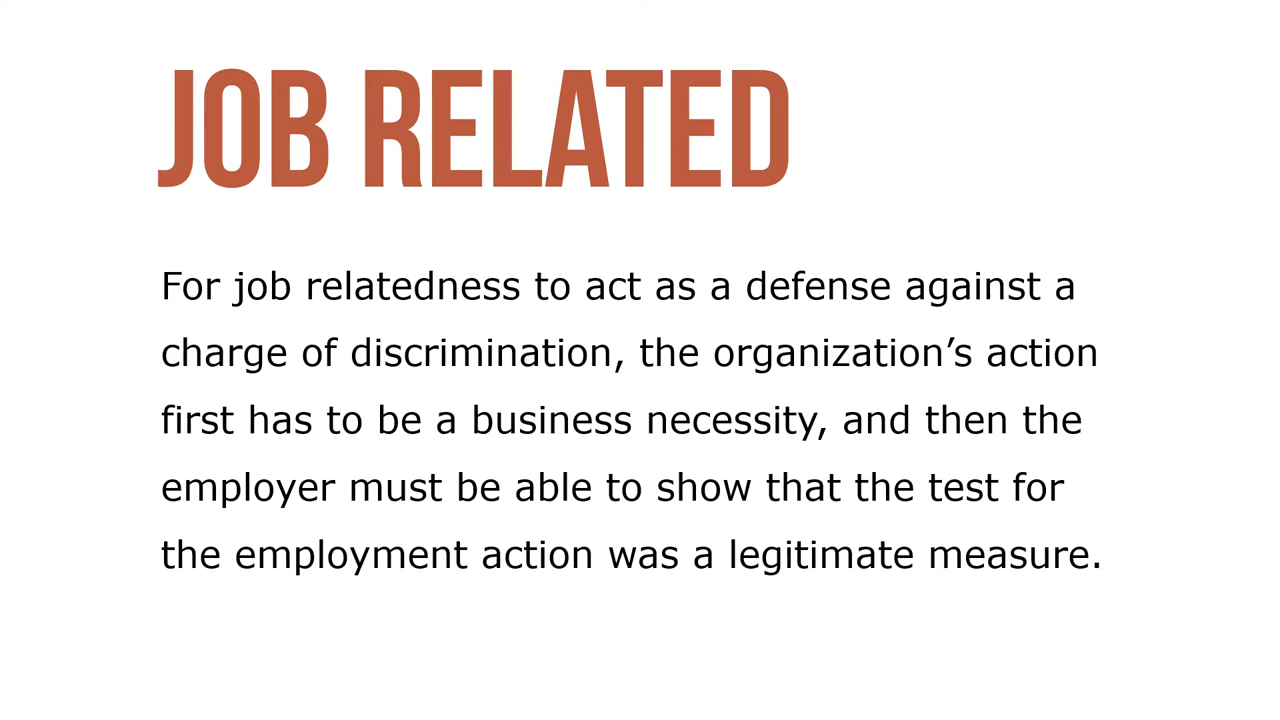 JOB RELATED
For job relatedness to act as a defense against a
charge of discrimination, the organization’s action
first has to be a business necessity, and then the
employer must be able to show that the test for
the employment action was a legitimate measure.